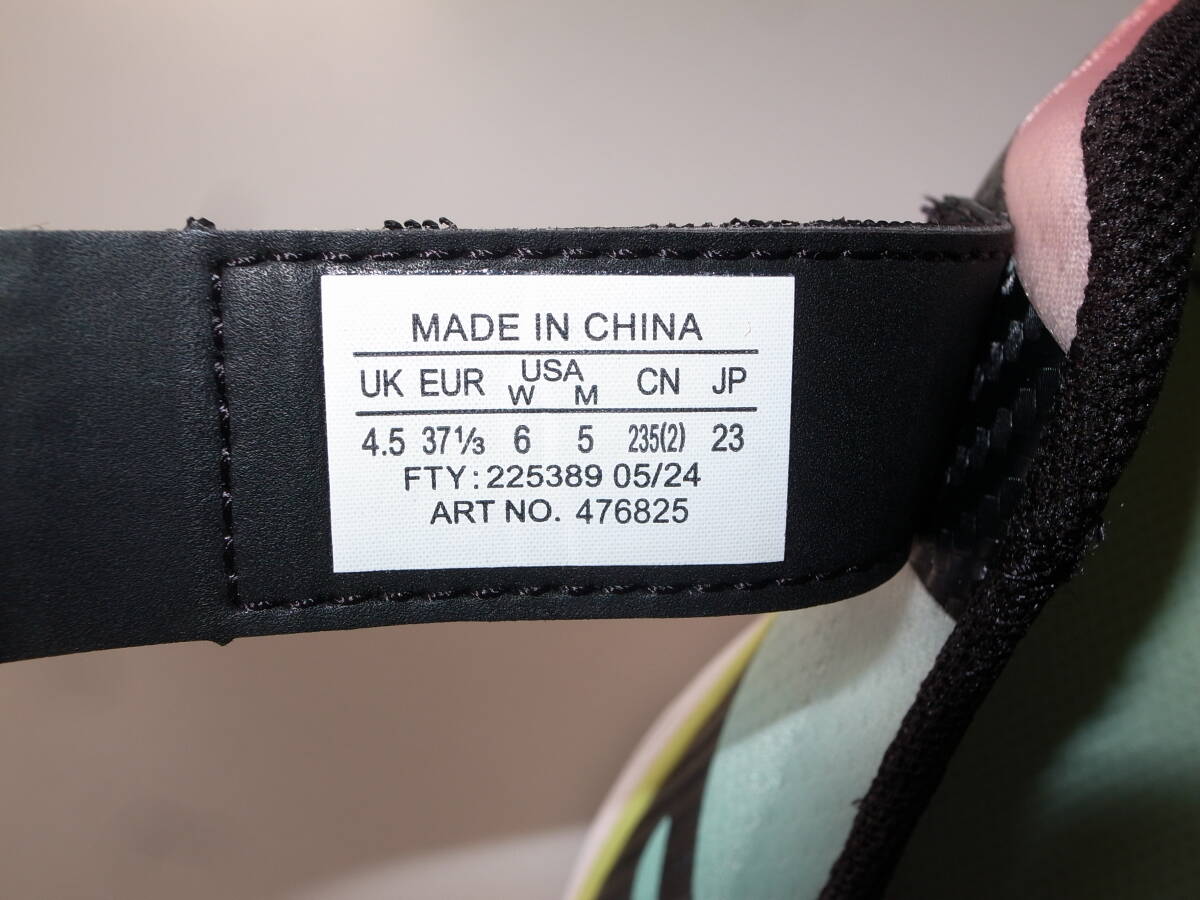 MADE IN CHINA
UK EUR USA W M CN JP
4.5 37⅓ 6 5 235(2) 23
FTY: 225389 05/24
ART NO. 476825